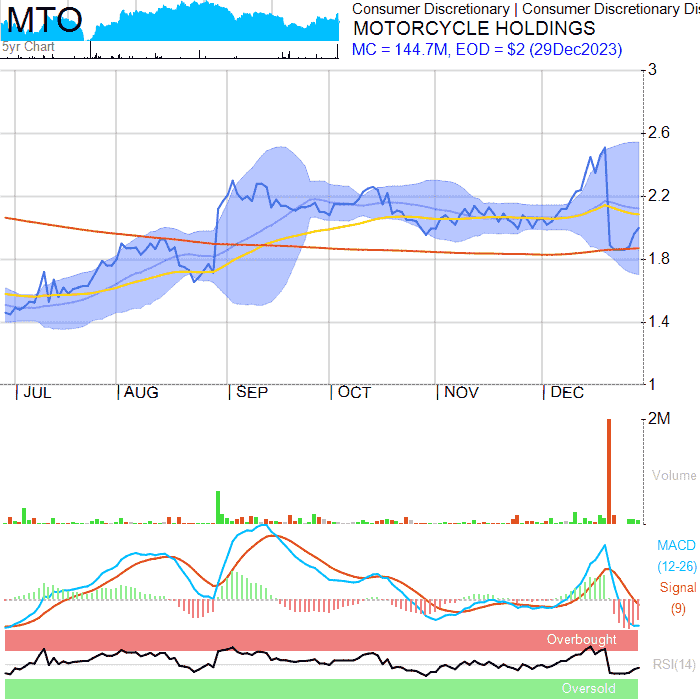 MTO
5yr Chart
Consumer Discretionary | Consumer Discretionary Dis
MOTORCYCLE HOLDINGS
MC = 144.7M, EOD = $2 (29Dec2023)
3
2.6
2.2
1.8
1.4
1
JUL AUG SEP OCT NOV DEC
2M
Volume
MACD
(12-26)
Signal
(9)
Overbought
RSI(14)
Oversold